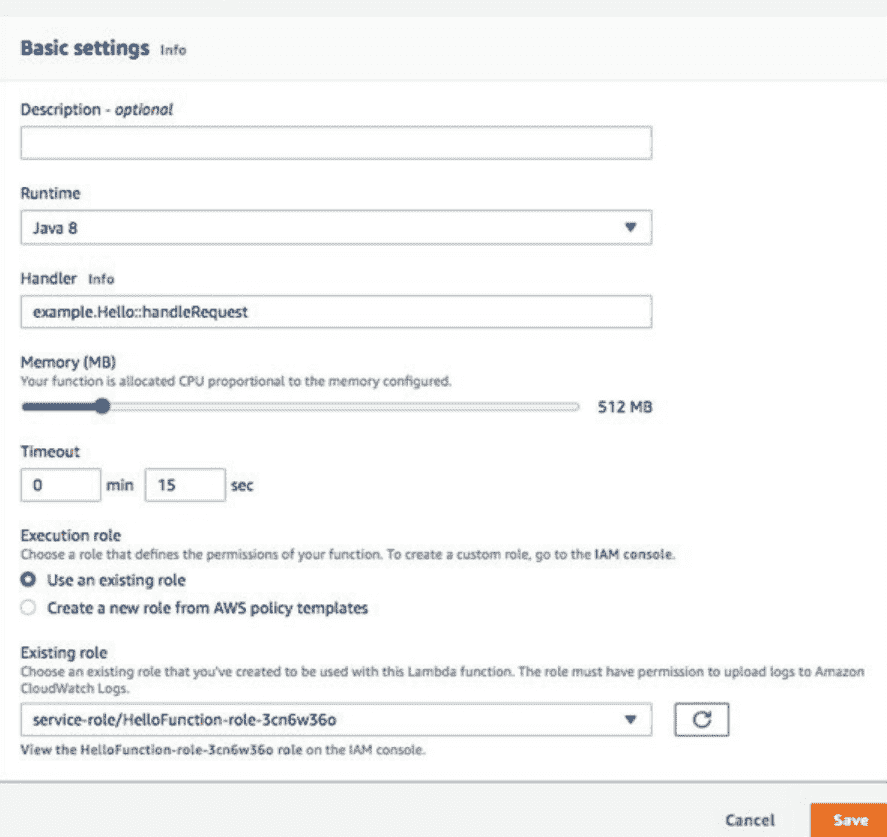 Basic settings Info
Description - optional
Runtime
Java 8
Handler Info
example.Hello::handleRequest
Memory (MB)
Your function is allocated CPU proportional to the memory configured.
512 MB
Timeout
0 min 15 sec
Execution role
Choose a role that defines the permissions of your function. To create a custom role, go to the IAM console.
Use an existing role
Create a new role from AWS policy templates
Existing role
Choose an existing role that you've created to be used with this Lambda function. The role must have permission to upload logs to Amazon
CloudWatch Logs.
service-role/HelloFunction-role-3cn6w36o
View the HelloFunction-role-3cn6w36o role on the IAM console.
Cancel Save